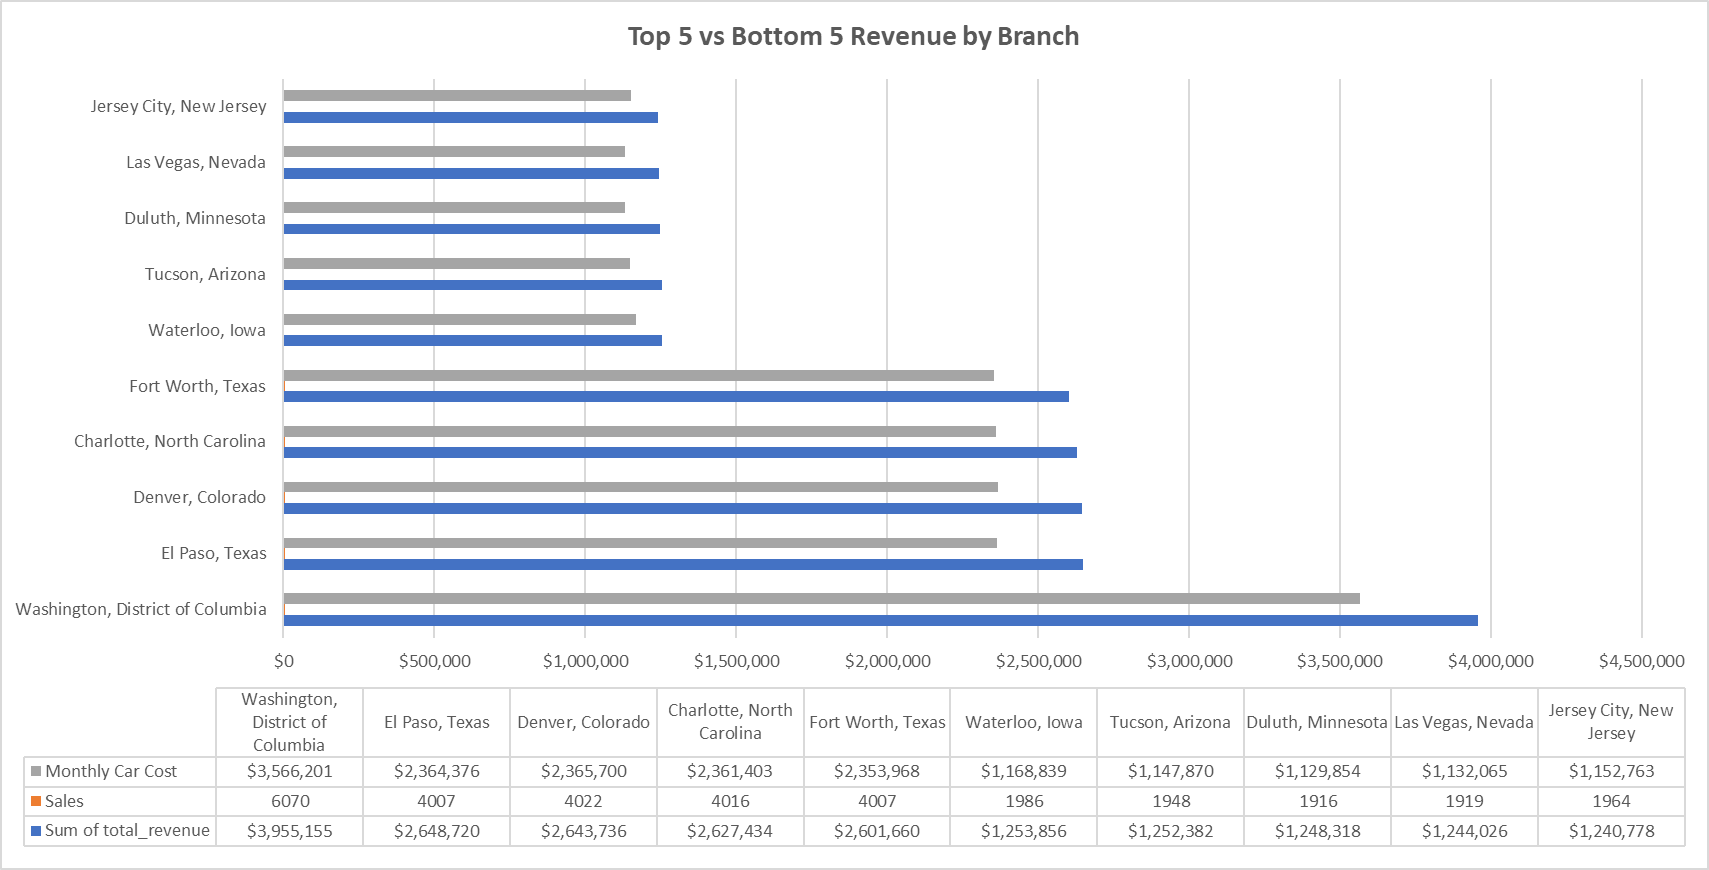 Top 5 vs Bottom 5 Revenue by Branch
Jersey City, New Jersey
Las Vegas, Nevada
Duluth, Minnesota
Tucson, Arizona
Waterloo, Iowa
Fort Worth, Texas
Charlotte, North Carolina
Denver, Colorado
El Paso, Texas
Washington, District of Columbia
$0 $500,000 $1,000,000 $1,500,000 $2,000,000 $2,500,000 $3,000,000 $3,500,000 $4,000,000 $4,500,000
Washington, District of Columbia El Paso, Texas Denver, Colorado Charlotte, North Carolina Fort Worth, Texas Waterloo, Iowa Tucson, Arizona Duluth, Minnesota Las Vegas, Nevada Jersey City, New Jersey
Monthly Car Cost $3,566,201 $2,364,376 $2,365,700 $2,361,403 $2,353,968 $1,168,839 $1,147,870 $1,129,854 $1,132,065 $1,152,763
Sales 6070 4007 4022 4016 4007 1986 1948 1916 1919 1964
Sum of total_revenue $3,955,155 $2,648,720 $2,643,736 $2,627,434 $2,601,660 $1,253,856 $1,252,382 $1,248,318 $1,244,026 $1,240,778